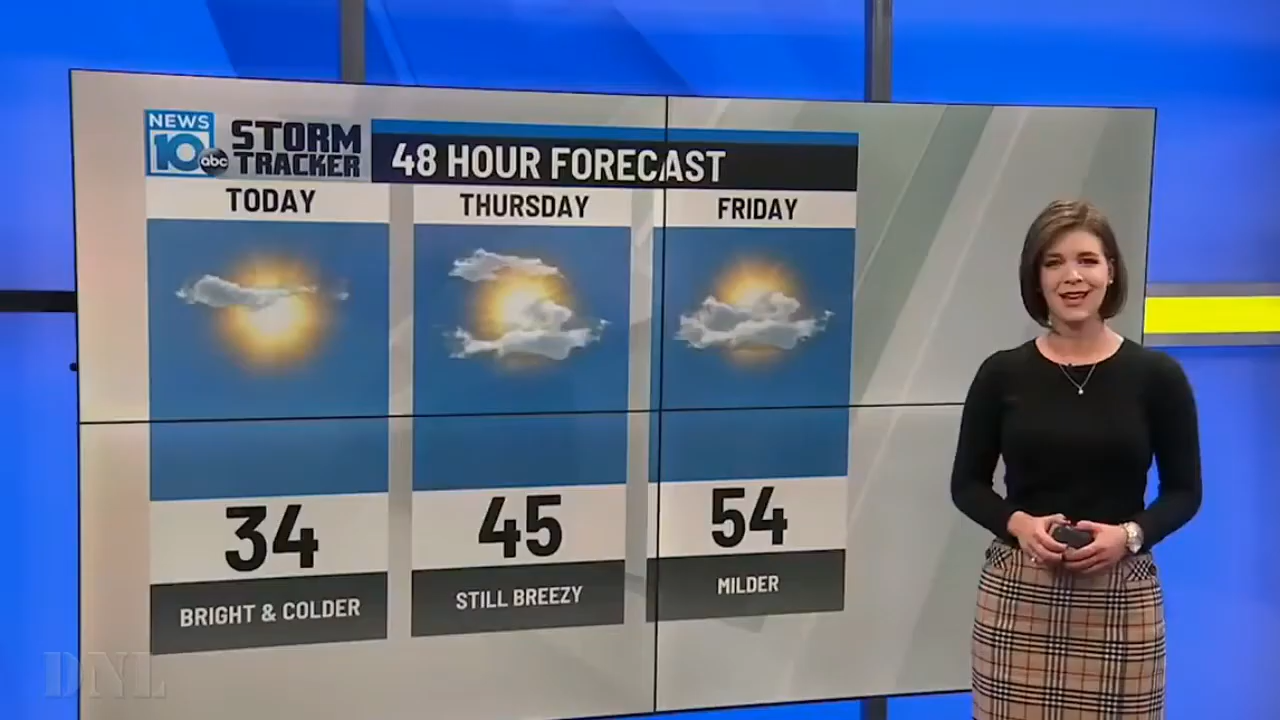 NEWS
10
abc
STORM
TRACKER
48 HOUR FORECAST
TODAY
THURSDAY
FRIDAY
34
45
54
BRIGHT & COLDER
STILL BREEZY
MILDER
DNL